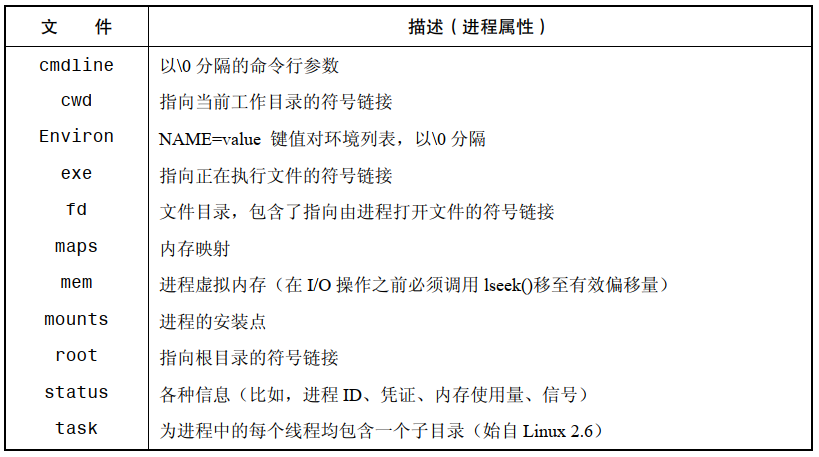 文 件 描述（进程属性）
cmdline 以\0 分隔的命令行参数
cwd 指向当前工作目录的符号链接
Environ NAME=value 键值对环境列表，以\0 分隔
exe 指向正在执行文件的符号链接
fd 文件目录，包含了指向由进程打开文件的符号链接
maps 内存映射
mem 进程虚拟内存（在 I/O 操作之前必须调用 lseek()移至有效偏移量）
mounts 进程的安装点
root 指向根目录的符号链接
status 各种信息（比如，进程 ID、凭证、内存使用量、信号）
task 为进程中的每个线程均包含一个子目录（始自 Linux 2.6）